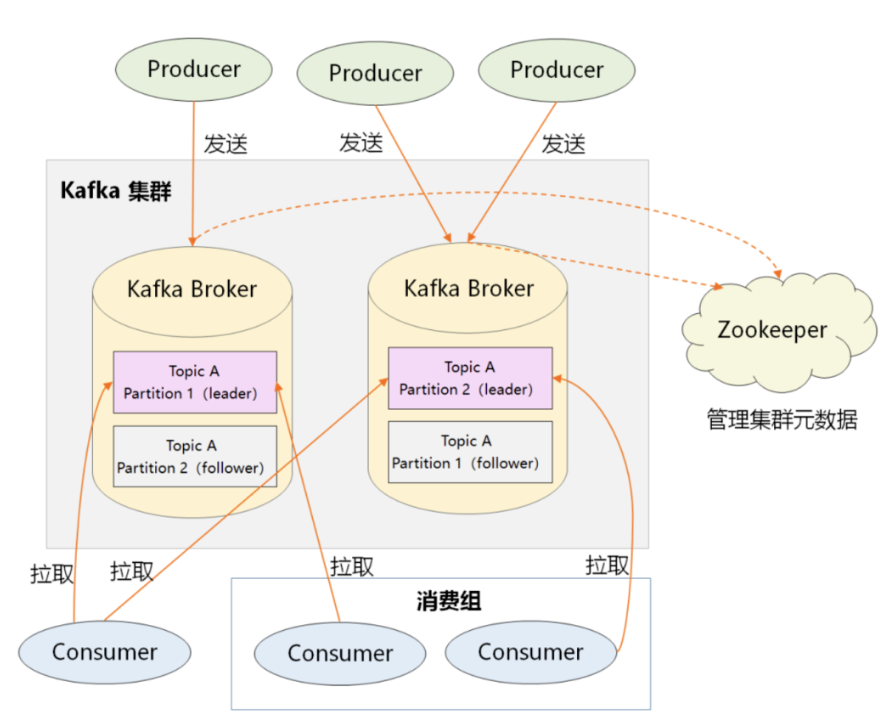 Producer
Producer
Producer
发送
发送
发送
Kafka 集群
Kafka Broker
Kafka Broker
Zookeeper
管理集群元数据
Topic A
Partition 1（leader）
Topic A
Partition 2（leader）
Topic A
Partition 2（follower）
Topic A
Partition 1（follower）
拉取
拉取
拉取
拉取
消费组
Consumer
Consumer
Consumer